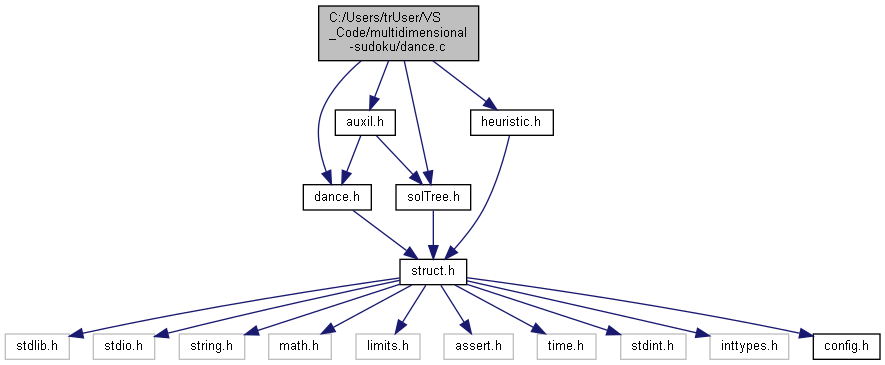 C:/Users/trUser/VS
_Code/multidimensional
-sudoku/dance.c
auxil.h
heuristic.h
dance.h
solTree.h
struct.h
stdlib.h
stdio.h
string.h
math.h
limits.h
assert.h
time.h
stdint.h
inttypes.h
config.h